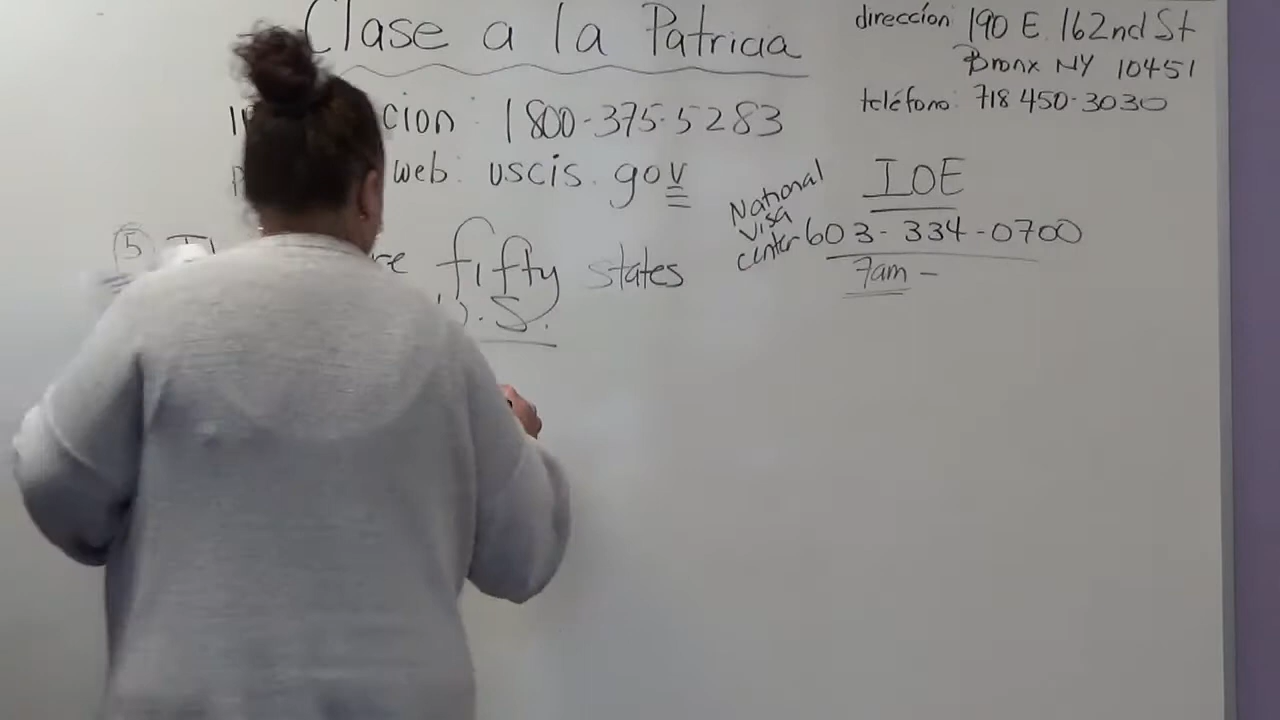 Clase a la Patricia
cion: 1800-375-5283
web: uscis.gov
5
fifty states
U.S.
dirección: 190 E. 162nd St
Bronx NY 10451
teléfono: 718 450-3030
IOE
National Visa Center 603-334-0700
7am -